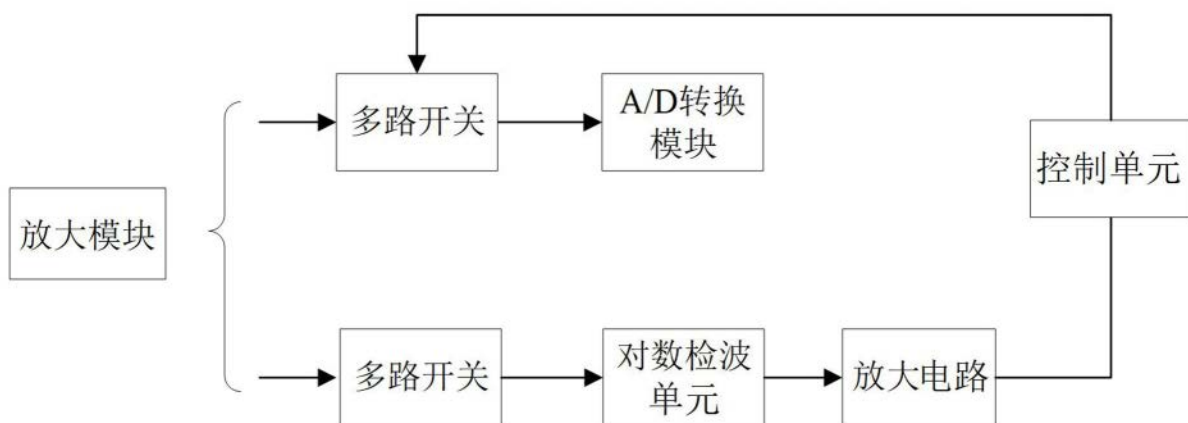 多路开关
A/D转换
模块
控制单元
放大模块
多路开关
对数检波
单元
放大电路